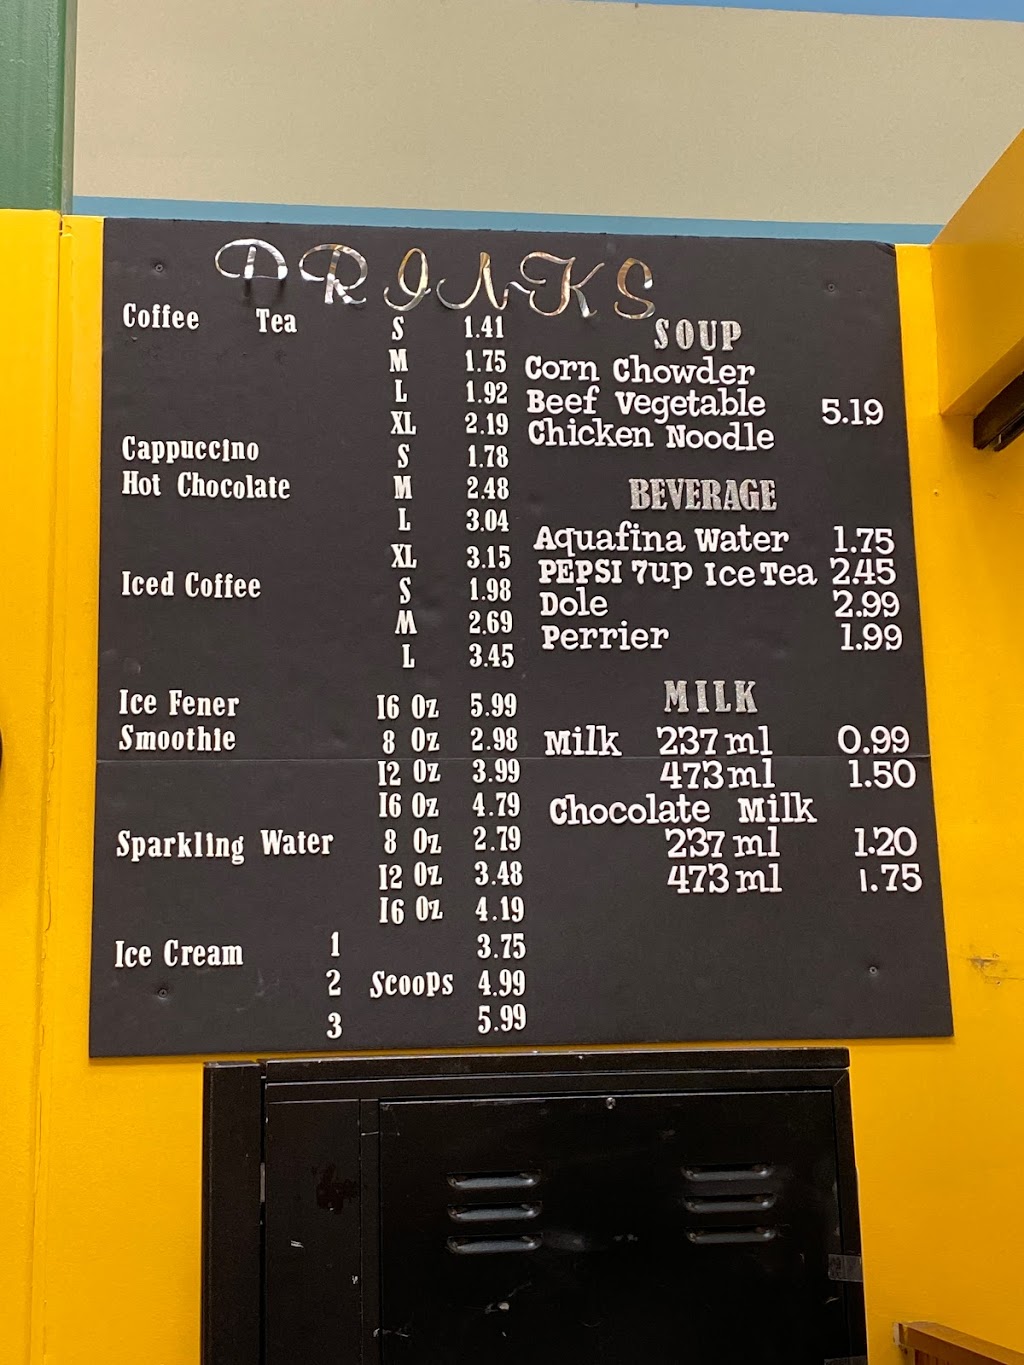 DRINKS
Coffee Tea S 1.41
M 1.75
L 1.92
XL 2.19
Cappuccino S 1.78
Hot Chocolate M 2.48
L 3.04
XL 3.15
Iced Coffee S 1.98
M 2.69
L 3.45
Ice Fener 16 Oz 5.99
Smoothie 8 Oz 2.98
12 Oz 3.99
16 Oz 4.79
Sparkling Water 8 Oz 2.79
12 Oz 3.48
16 Oz 4.19
Ice Cream 1 3.75
2 Scoops 4.99
3 5.99
SOUP
Corn Chowder
Beef Vegetable 5.19
Chicken Noodle
BEVERAGE
Aquafina Water 1.75
PEPSI 7up Ice Tea 2.45
Dole 2.99
Perrier 1.99
MILK
Milk 237 ml 0.99
473 ml 1.50
Chocolate Milk
237 ml 1.20
473 ml 1.75